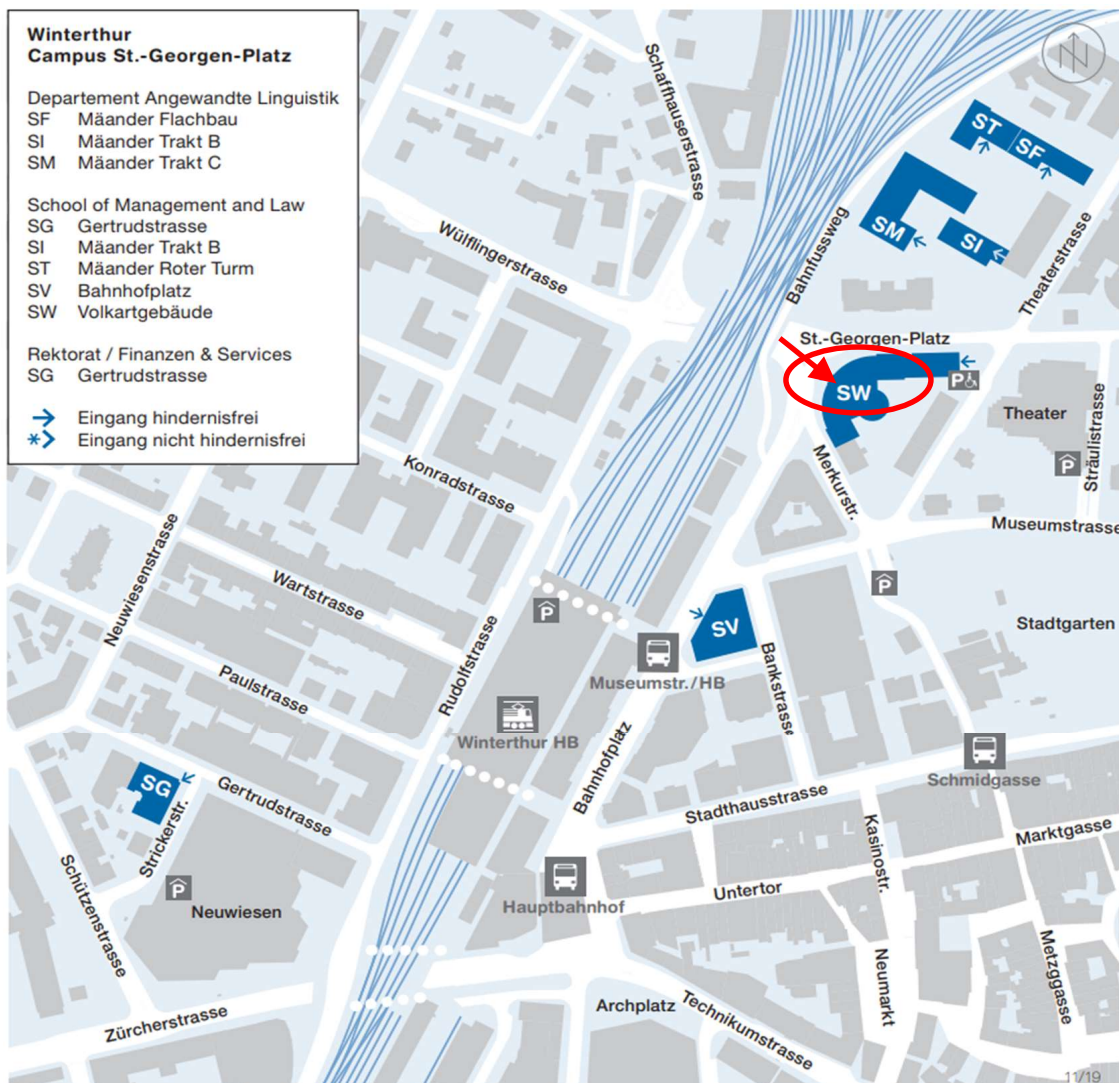 Winterthur
Campus St.-Georgen-Platz
Departement Angewandte Linguistik
SF Mäander Flachbau
SI Mäander Trakt B
SM Mäander Trakt C
School of Management and Law
SG Gertrudstrasse
SI Mäander Trakt B
ST Mäander Roter Turm
SV Bahnhofplatz
SW Volkartgebäude
Rektorat / Finanzen & Services
SG Gertrudstrasse
→ Eingang hindernisfrei
*> Eingang nicht hindernisfrei
N
Schaffhauserstrasse
ST
SF
SM
SI
Wülflingerstrasse
Bahnfussweg
Theaterstrasse
St.-Georgen-Platz
SW
P
Theater
P
Sträulistrasse
Merkurstr.
Konradstrasse
Museumstrasse
Neuwiesenstrasse
Wartstrasse
P
P
Stadtgarten
SV
Museumstr./HB
Bankstrasse
Rudolfstrasse
Paulstrasse
Winterthur HB
Bahnhofplatz
Schmidgasse
SG
Gertrudstrasse
Strickerstr.
Stadthausstrasse
Kasinostr.
Marktgasse
Schützenstrasse
P
Neuwiesen
Hauptbahnhof
Untertor
Neumarkt
Metzggasse
Zürcherstrasse
Archplatz
Technikumstrasse
11/19